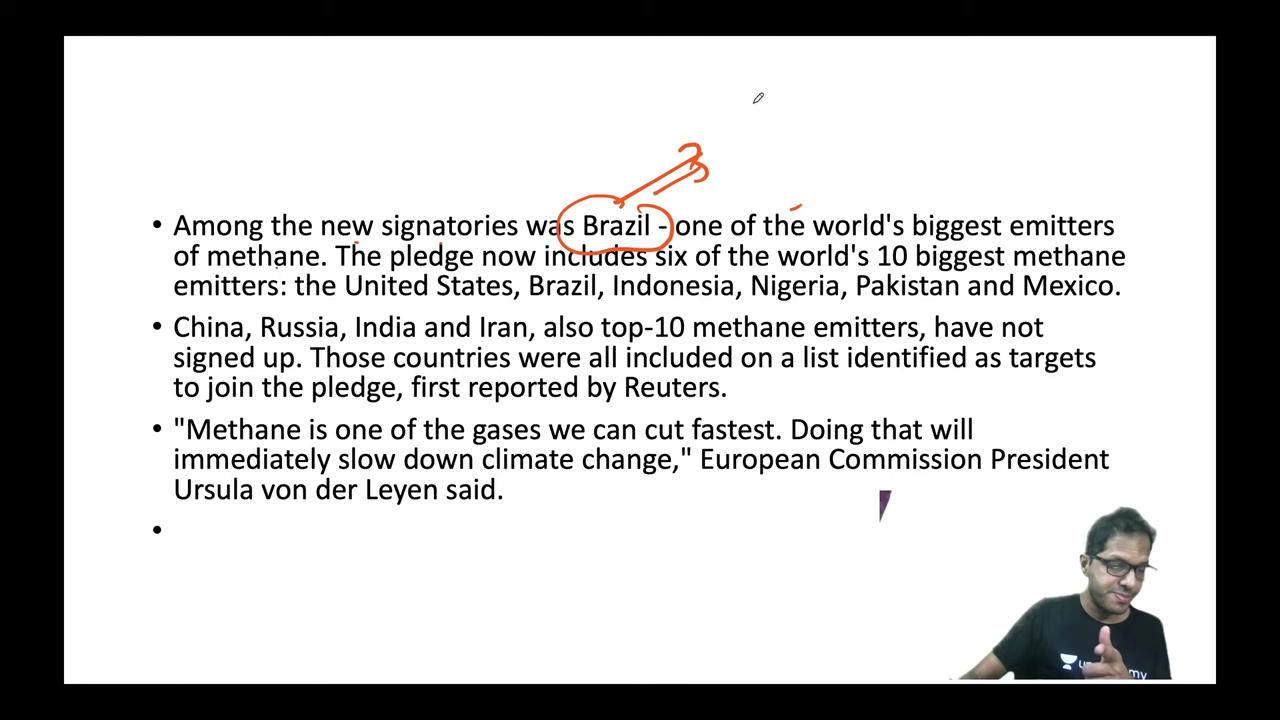 • Among the new signatories was Brazil - one of the world's biggest emitters
of methane. The pledge now includes six of the world's 10 biggest methane
emitters: the United States, Brazil, Indonesia, Nigeria, Pakistan and Mexico.
• China, Russia, India and Iran, also top-10 methane emitters, have not
signed up. Those countries were all included on a list identified as targets
to join the pledge, first reported by Reuters.
• "Methane is one of the gases we can cut fastest. Doing that will
immediately slow down climate change," European Commission President
Ursula von der Leyen said.
•